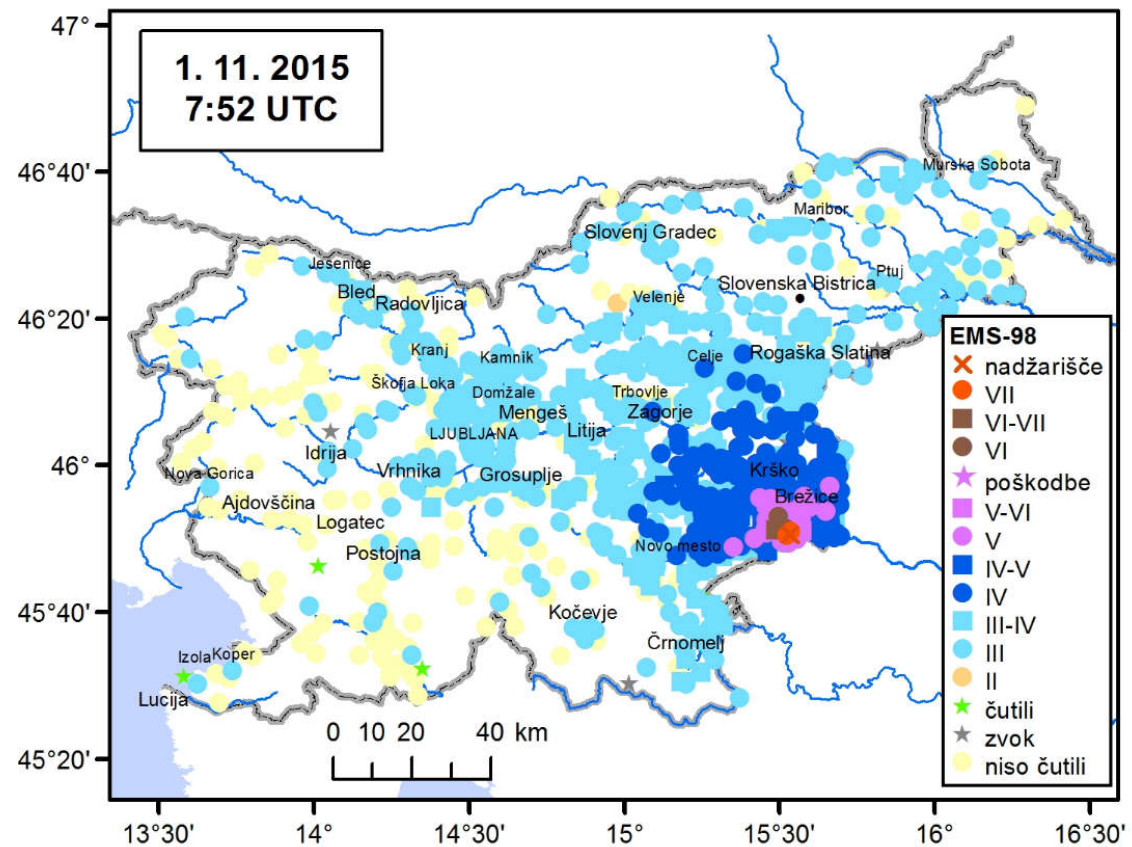 47°
1. 11. 2015
7:52 UTC
46°40'
Murska Sobota
Maribor
Slovenj Gradec
Jesenice
Ptuj
Bled
Radovljica
Velenje
Slovenska Bistrica
46°20'
EMS-98
Kranj
Kamnik
Celje
Rogaška Slatina
nadžarišče
Škofja Loka
Domžale
Trbovlje
VII
Mengeš
Zagorje
VI-VII
LJUBLJANA
Litija
VI
Idrija
46°
Vrhnika
Grosuplje
Krško
poškodbe
Nova Gorica
Brežice
V-VI
Ajdovščina
Logatec
V
Postojna
Novo mesto
IV-V
IV
45°40'
Kočevje
III-IV
Črnomelj
III
Izola
Koper
II
Lucija
čutili
0 10 20 40 km
zvok
45°20'
niso čutili
13°30'
14°
14°30'
15°
15°30'
16°
16°30'